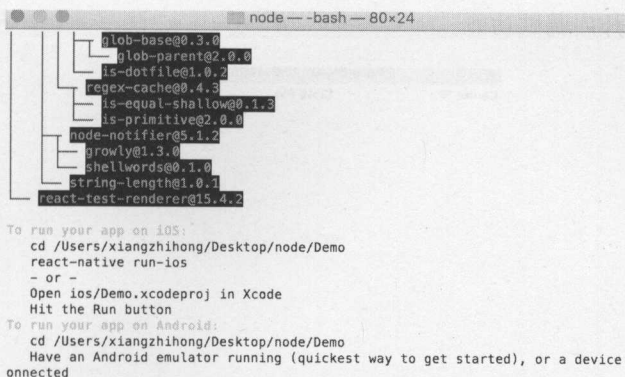 node — -bash — 80×24
glob-base@0.3.0
glob-parent@2.0.0
is-dotfile@1.0.2
regex-cache@0.4.3
is-equal-shallow@0.1.3
is-primitive@2.0.0
node-notifier@5.1.2
growly@1.3.0
shellwords@0.1.0
string-length@1.0.1
react-test-renderer@15.4.2
To run your app on iOS:
cd /Users/xiangzhihong/Desktop/node/Demo
react-native run-ios
- or -
Open ios/Demo.xcodeproj in Xcode
Hit the Run button
To run your app on Android:
cd /Users/xiangzhihong/Desktop/node/Demo
Have an Android emulator running (quickest way to get started), or a device
onnected